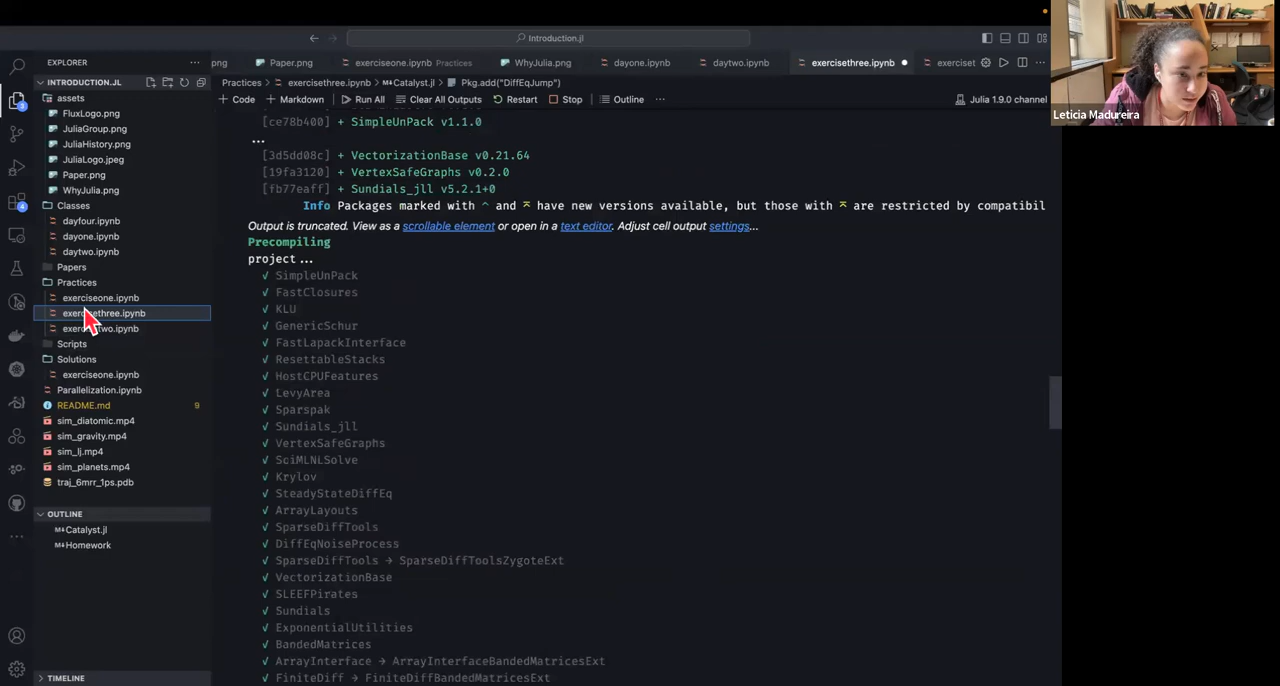 Introduction.jl
EXPLORER
png
Paper.png
exerciseone.ipynb Practices
WhyJulia.png
dayone.ipynb
daytwo.ipynb
exercisethree.ipynb
exerciset
INTRODUCTION.JL
Practices > exercisethree.ipynb > M↓Catalyst.jl > Pkg.add("DiffEqJump")
+ Code + Markdown Run All Clear All Outputs Restart Stop Outline ... Julia 1.9.0 channel
Leticia Madureira
assets
FluxLogo.png
JuliaGroup.png
JuliaHistory.png
JuliaLogo.jpeg
Paper.png
WhyJulia.png
Classes
dayfour.ipynb
dayone.ipynb
daytwo.ipynb
Papers
Practices
exerciseone.ipynb
exercisethree.ipynb
Scripts
Solutions
exerciseone.ipynb
Parallelization.ipynb
README.md 9
sim_diatomic.mp4
sim_gravity.mp4
sim_lj.mp4
sim_planets.mp4
traj_6mrr_1ps.pdb
OUTLINE
M↓Catalyst.jl
M↓Homework
TIMELINE
3
4
[ce78b400] + SimpleUnPack v1.1.0
...
[3d5dd08c] + VectorizationBase v0.21.64
[19fa3120] + VertexSafeGraphs v0.2.0
[fb77eaff] + Sundials_jll v5.2.1+0
Info Packages marked with ⌃ and ⌅ have new versions available, but those with ⌅ are restricted by compatibil
Output is truncated. View as a scrollable element or open in a text editor. Adjust cell output settings...
Precompiling
project...
✓ SimpleUnPack
✓ FastClosures
✓ KLU
✓ GenericSchur
✓ FastLapackInterface
✓ ResettableStacks
✓ HostCPUFeatures
✓ LevyArea
✓ Sparspak
✓ Sundials_jll
✓ VertexSafeGraphs
✓ SciMLNLSolve
✓ Krylov
✓ SteadyStateDiffEq
✓ ArrayLayouts
✓ SparseDiffTools
✓ DiffEqNoiseProcess
✓ SparseDiffTools → SparseDiffToolsZygoteExt
✓ VectorizationBase
✓ SLEEFPirates
✓ Sundials
✓ ExponentialUtilities
✓ BandedMatrices
✓ ArrayInterface → ArrayInterfaceBandedMatricesExt
✓ FiniteDiff → FiniteDiffBandedMatricesExt